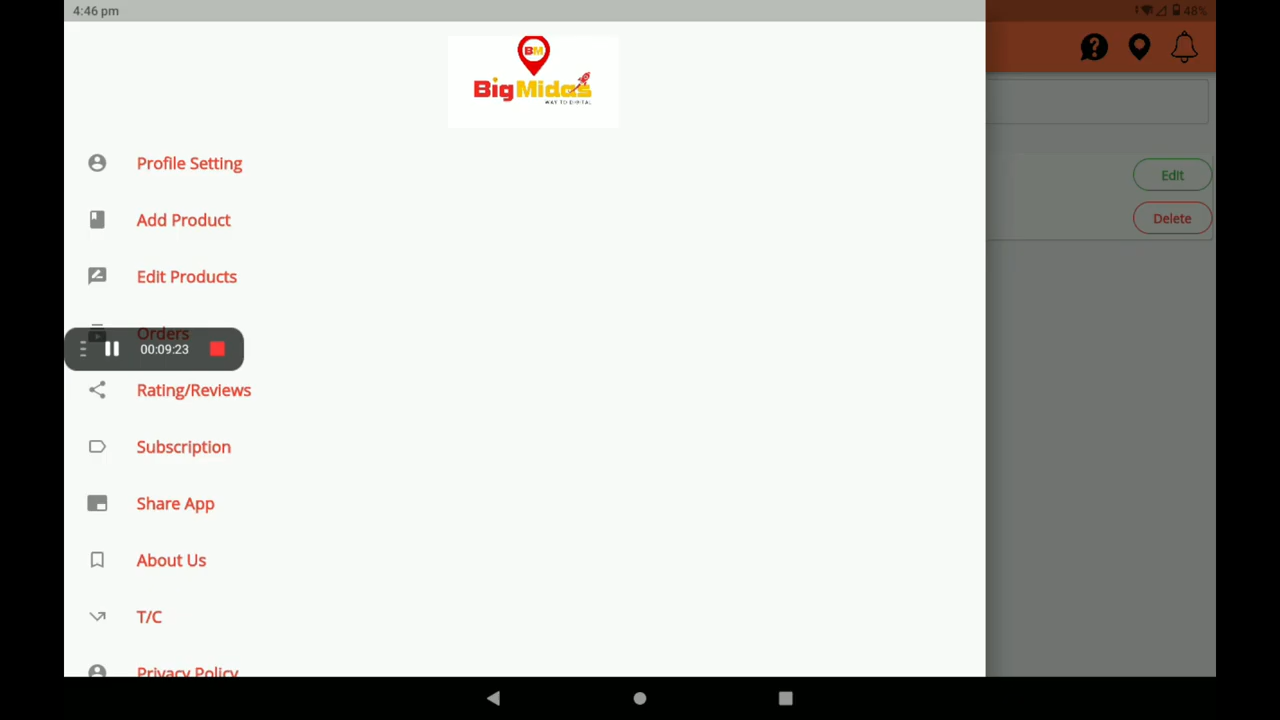 4:46 pm
48%
BM
BigMidas
WAY TO DIGITAL
Profile Setting
Add Product
Edit Products
Orders
00:09:23
Rating/Reviews
Subscription
Share App
About Us
T/C
Privacy Policy
Edit
Delete